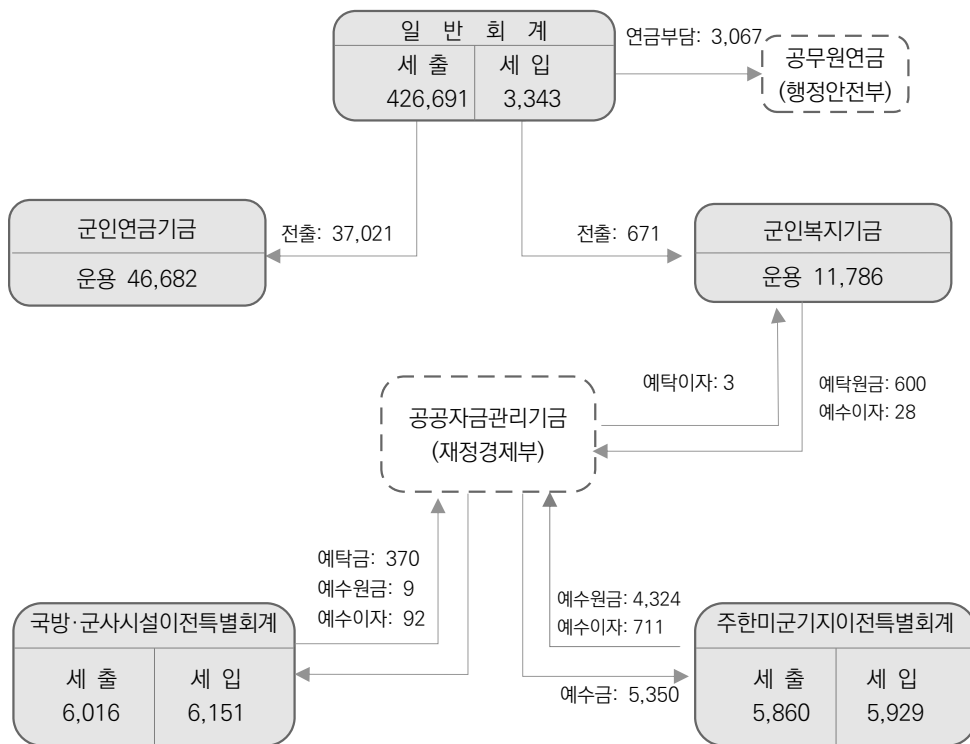 일 반 회 계
세 출 세 입
426,691 3,343
연금부담: 3,067
공무원연금
(행정안전부)
군인연금기금
운용 46,682
전출: 37,021
전출: 671
군인복지기금
운용 11,786
예탁이자: 3
예탁원금: 600
예수이자: 28
공공자금관리기금
(재정경제부)
예탁금: 370
예수원금: 9
예수이자: 92
예수원금: 4,324
예수이자: 711
예수금: 5,350
국방·군사시설이전특별회계
세 출 세 입
6,016 6,151
주한미군기지이전특별회계
세 출 세 입
5,860 5,929